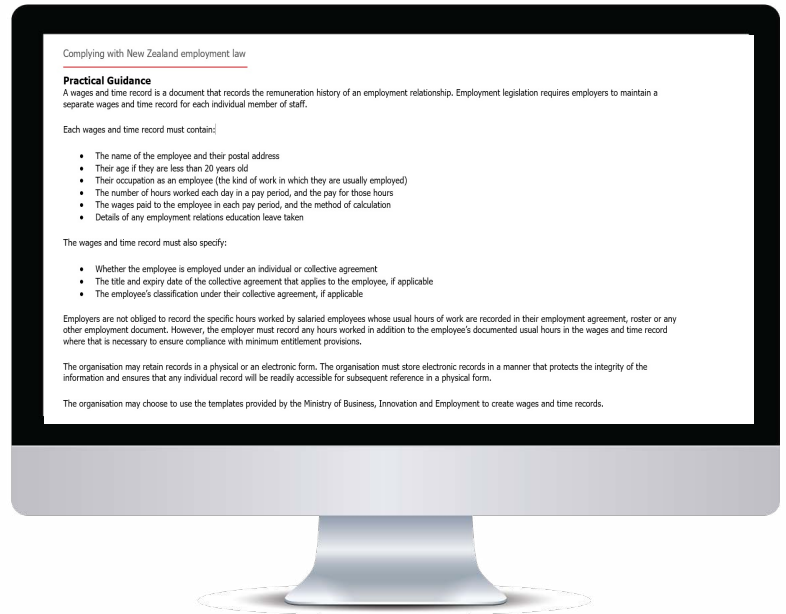 Complying with New Zealand employment law
Practical Guidance
A wages and time record is a document that records the remuneration history of an employment relationship. Employment legislation requires employers to maintain a
separate wages and time record for each individual member of staff.
Each wages and time record must contain:
• The name of the employee and their postal address
• Their age if they are less than 20 years old
• Their occupation as an employee (the kind of work in which they are usually employed)
• The number of hours worked each day in a pay period, and the pay for those hours
• The wages paid to the employee in each pay period, and the method of calculation
• Details of any employment relations education leave taken
The wages and time record must also specify:
• Whether the employee is employed under an individual or collective agreement
• The title and expiry date of the collective agreement that applies to the employee, if applicable
• The employee's classification under their collective agreement, if applicable
Employers are not obliged to record the specific hours worked by salaried employees whose usual hours of work are recorded in their employment agreement, roster or any
other employment document. However, the employer must record any hours worked in addition to the employee's documented usual hours in the wages and time record
where that is necessary to ensure compliance with minimum entitlement provisions.
The organisation may retain records in a physical or an electronic form. The organisation must store electronic records in a manner that protects the integrity of the
information and ensures that any individual record will be readily accessible for subsequent reference in a physical form.
The organisation may choose to use the templates provided by the Ministry of Business, Innovation and Employment to create wages and time records.